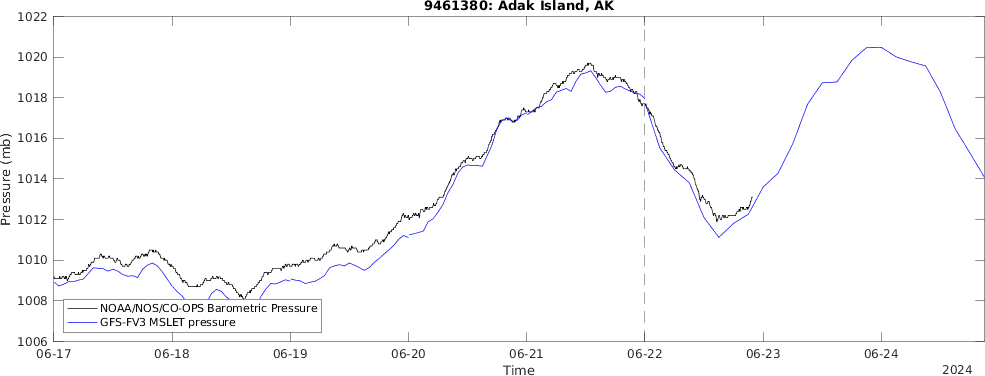 9461380: Adak Island, AK
Pressure (mb)
1022
1020
1018
1016
1014
1012
1010
1008
1006
NOAA/NOS/CO-OPS Barometric Pressure
GFS-FV3 MSLET pressure
06-17 06-18 06-19 06-20 06-21 06-22 06-23 06-24
Time
2024